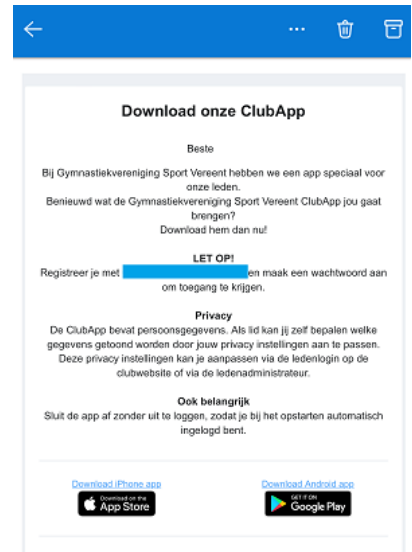 Download onze ClubApp
Beste
Bij Gymnastiekvereniging Sport Vereent hebben we een app speciaal voor
onze leden.
Benieuwd wat de Gymnastiekvereniging Sport Vereent ClubApp jou gaat
brengen?
Download hem dan nu!
LET OP!
Registreer je met en maak een wachtwoord aan
om toegang te krijgen.
Privacy
De ClubApp bevat persoonsgegevens. Als lid kan jij zelf bepalen welke
gegevens getoond worden door jouw privacy instellingen aan te passen.
Deze privacy instellingen kan je aanpassen via de ledenlogin op de
clubwebsite of via de ledenadministrateur.
Ook belangrijk
Sluit de app af zonder uit te loggen, zodat je bij het opstarten automatisch
ingelogd bent.
Download iPhone app Download Android app
Download on the GET IT ON
App Store Google Play